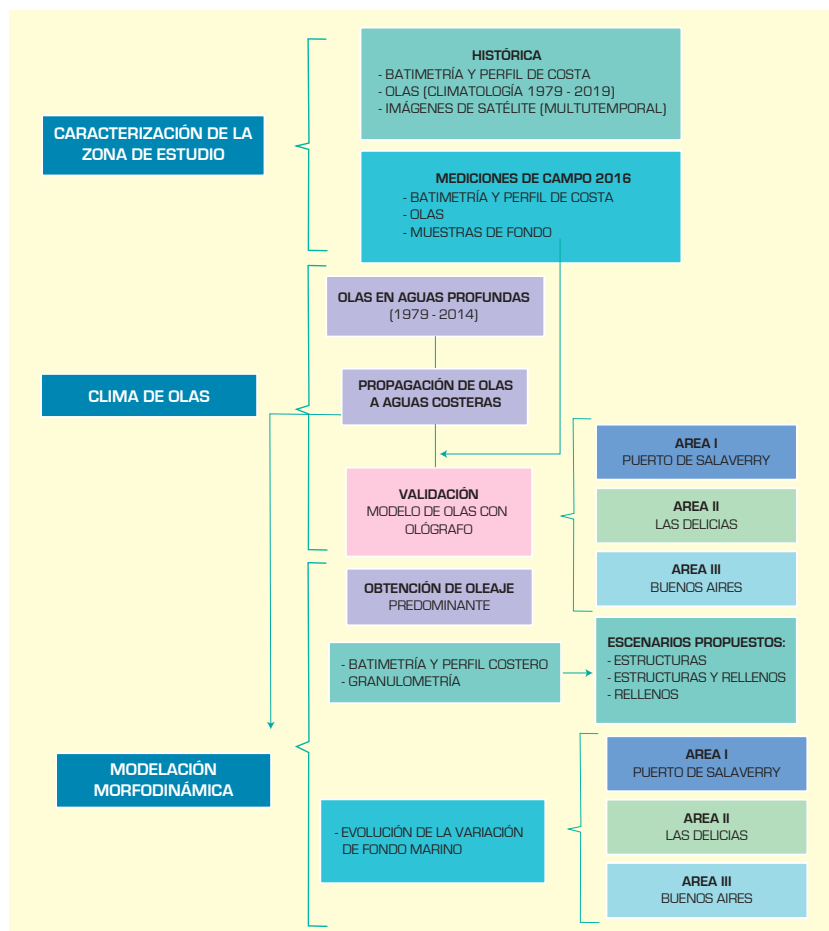 CARACTERIZACIÓN DE LA
ZONA DE ESTUDIO
HISTÓRICA
- BATIMETRÍA Y PERFIL DE COSTA
- OLAS (CLIMATOLOGÍA 1979 - 2019)
- IMÁGENES DE SATÉLITE (MULTUTEMPORAL)
MEDICIONES DE CAMPO 2016
- BATIMETRÍA Y PERFIL DE COSTA
- OLAS
- MUESTRAS DE FONDO
CLIMA DE OLAS
OLAS EN AGUAS PROFUNDAS
(1979 - 2014)
PROPAGACIÓN DE OLAS
A AGUAS COSTERAS
VALIDACIÓN
MODELO DE OLAS CON
OLÓGRAFO
AREA I
PUERTO DE SALAVERRY
AREA II
LAS DELICIAS
AREA III
BUENOS AIRES
MODELACIÓN
MORFODINÁMICA
OBTENCIÓN DE OLEAJE
PREDOMINANTE
- BATIMETRÍA Y PERFIL COSTERO
- GRANULOMETRÍA
ESCENARIOS PROPUESTOS:
- ESTRUCTURAS
- ESTRUCTURAS Y RELLENOS
- RELLENOS
- EVOLUCIÓN DE LA VARIACIÓN
DE FONDO MARINO
AREA I
PUERTO DE SALAVERRY
AREA II
LAS DELICIAS
AREA III
BUENOS AIRES